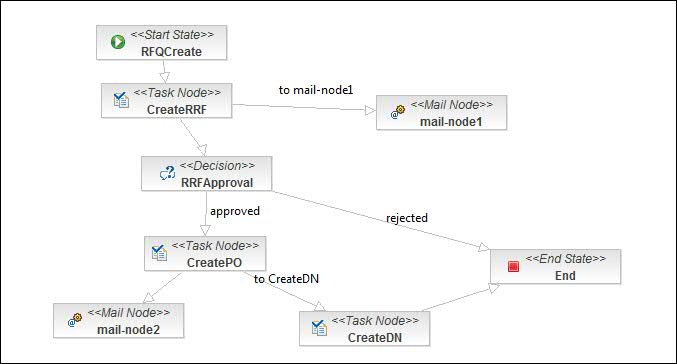 <<Start State>>
RFQCreate
<<Task Node>>
CreateRRF
to mail-node1
<<Mail Node>>
mail-node1
<<Decision>>
RRFApproval
approved
rejected
<<Task Node>>
CreatePO
<<End State>>
End
to CreateDN
<<Mail Node>>
mail-node2
<<Task Node>>
CreateDN